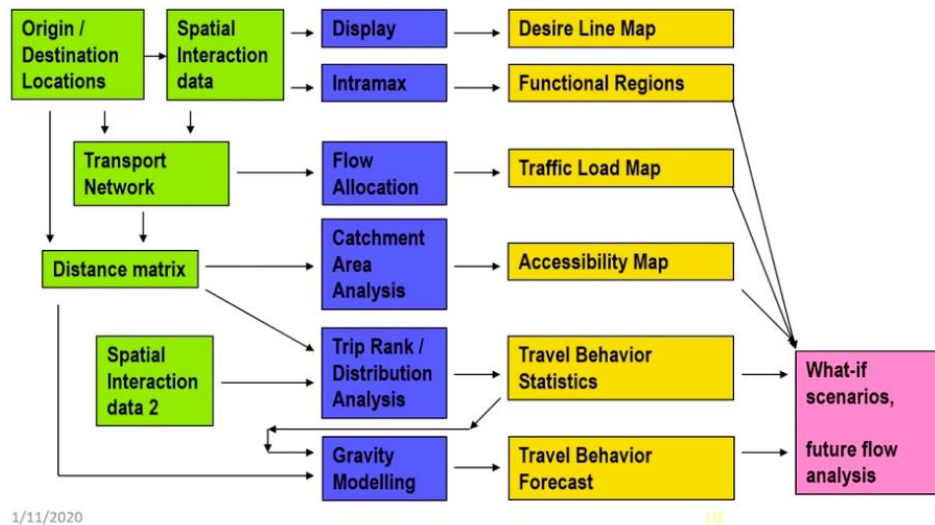 Origin /
Destination
Locations
Spatial
Interaction
data
Display
Desire Line Map
Intramax
Functional Regions
Transport
Network
Flow
Allocation
Traffic Load Map
Distance matrix
Catchment
Area
Analysis
Accessibility Map
Spatial
Interaction
data 2
Trip Rank /
Distribution
Analysis
Travel Behavior
Statistics
What-if
scenarios,
future flow
analysis
Gravity
Modelling
Travel Behavior
Forecast
1/11/2020
10